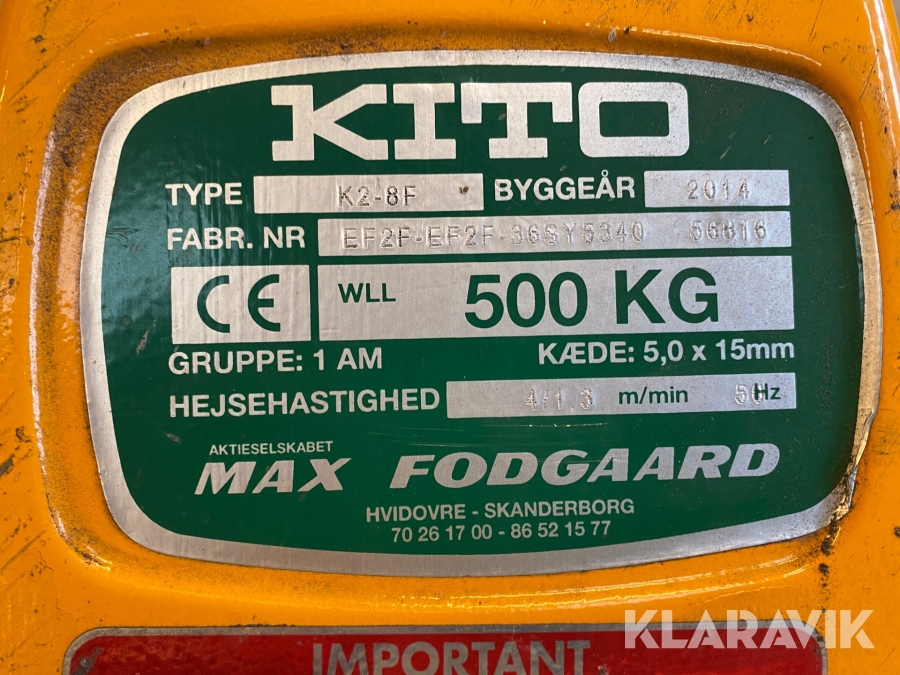 KITO
TYPE K2-8F BYGGEÅR 2014
FABR. NR EF2F-EF2F-36SY5340 56616
CE WLL 500 KG
GRUPPE: 1 AM KÆDE: 5,0 x 15mm
HEJSEHASTIGHED 4/1,3 m/min 50 Hz
AKTIESELSKABET
MAX FODGAARD
HVIDOVRE - SKANDERBORG
70 26 17 00 - 86 52 15 77
KLARAVIK
IMPORTANT